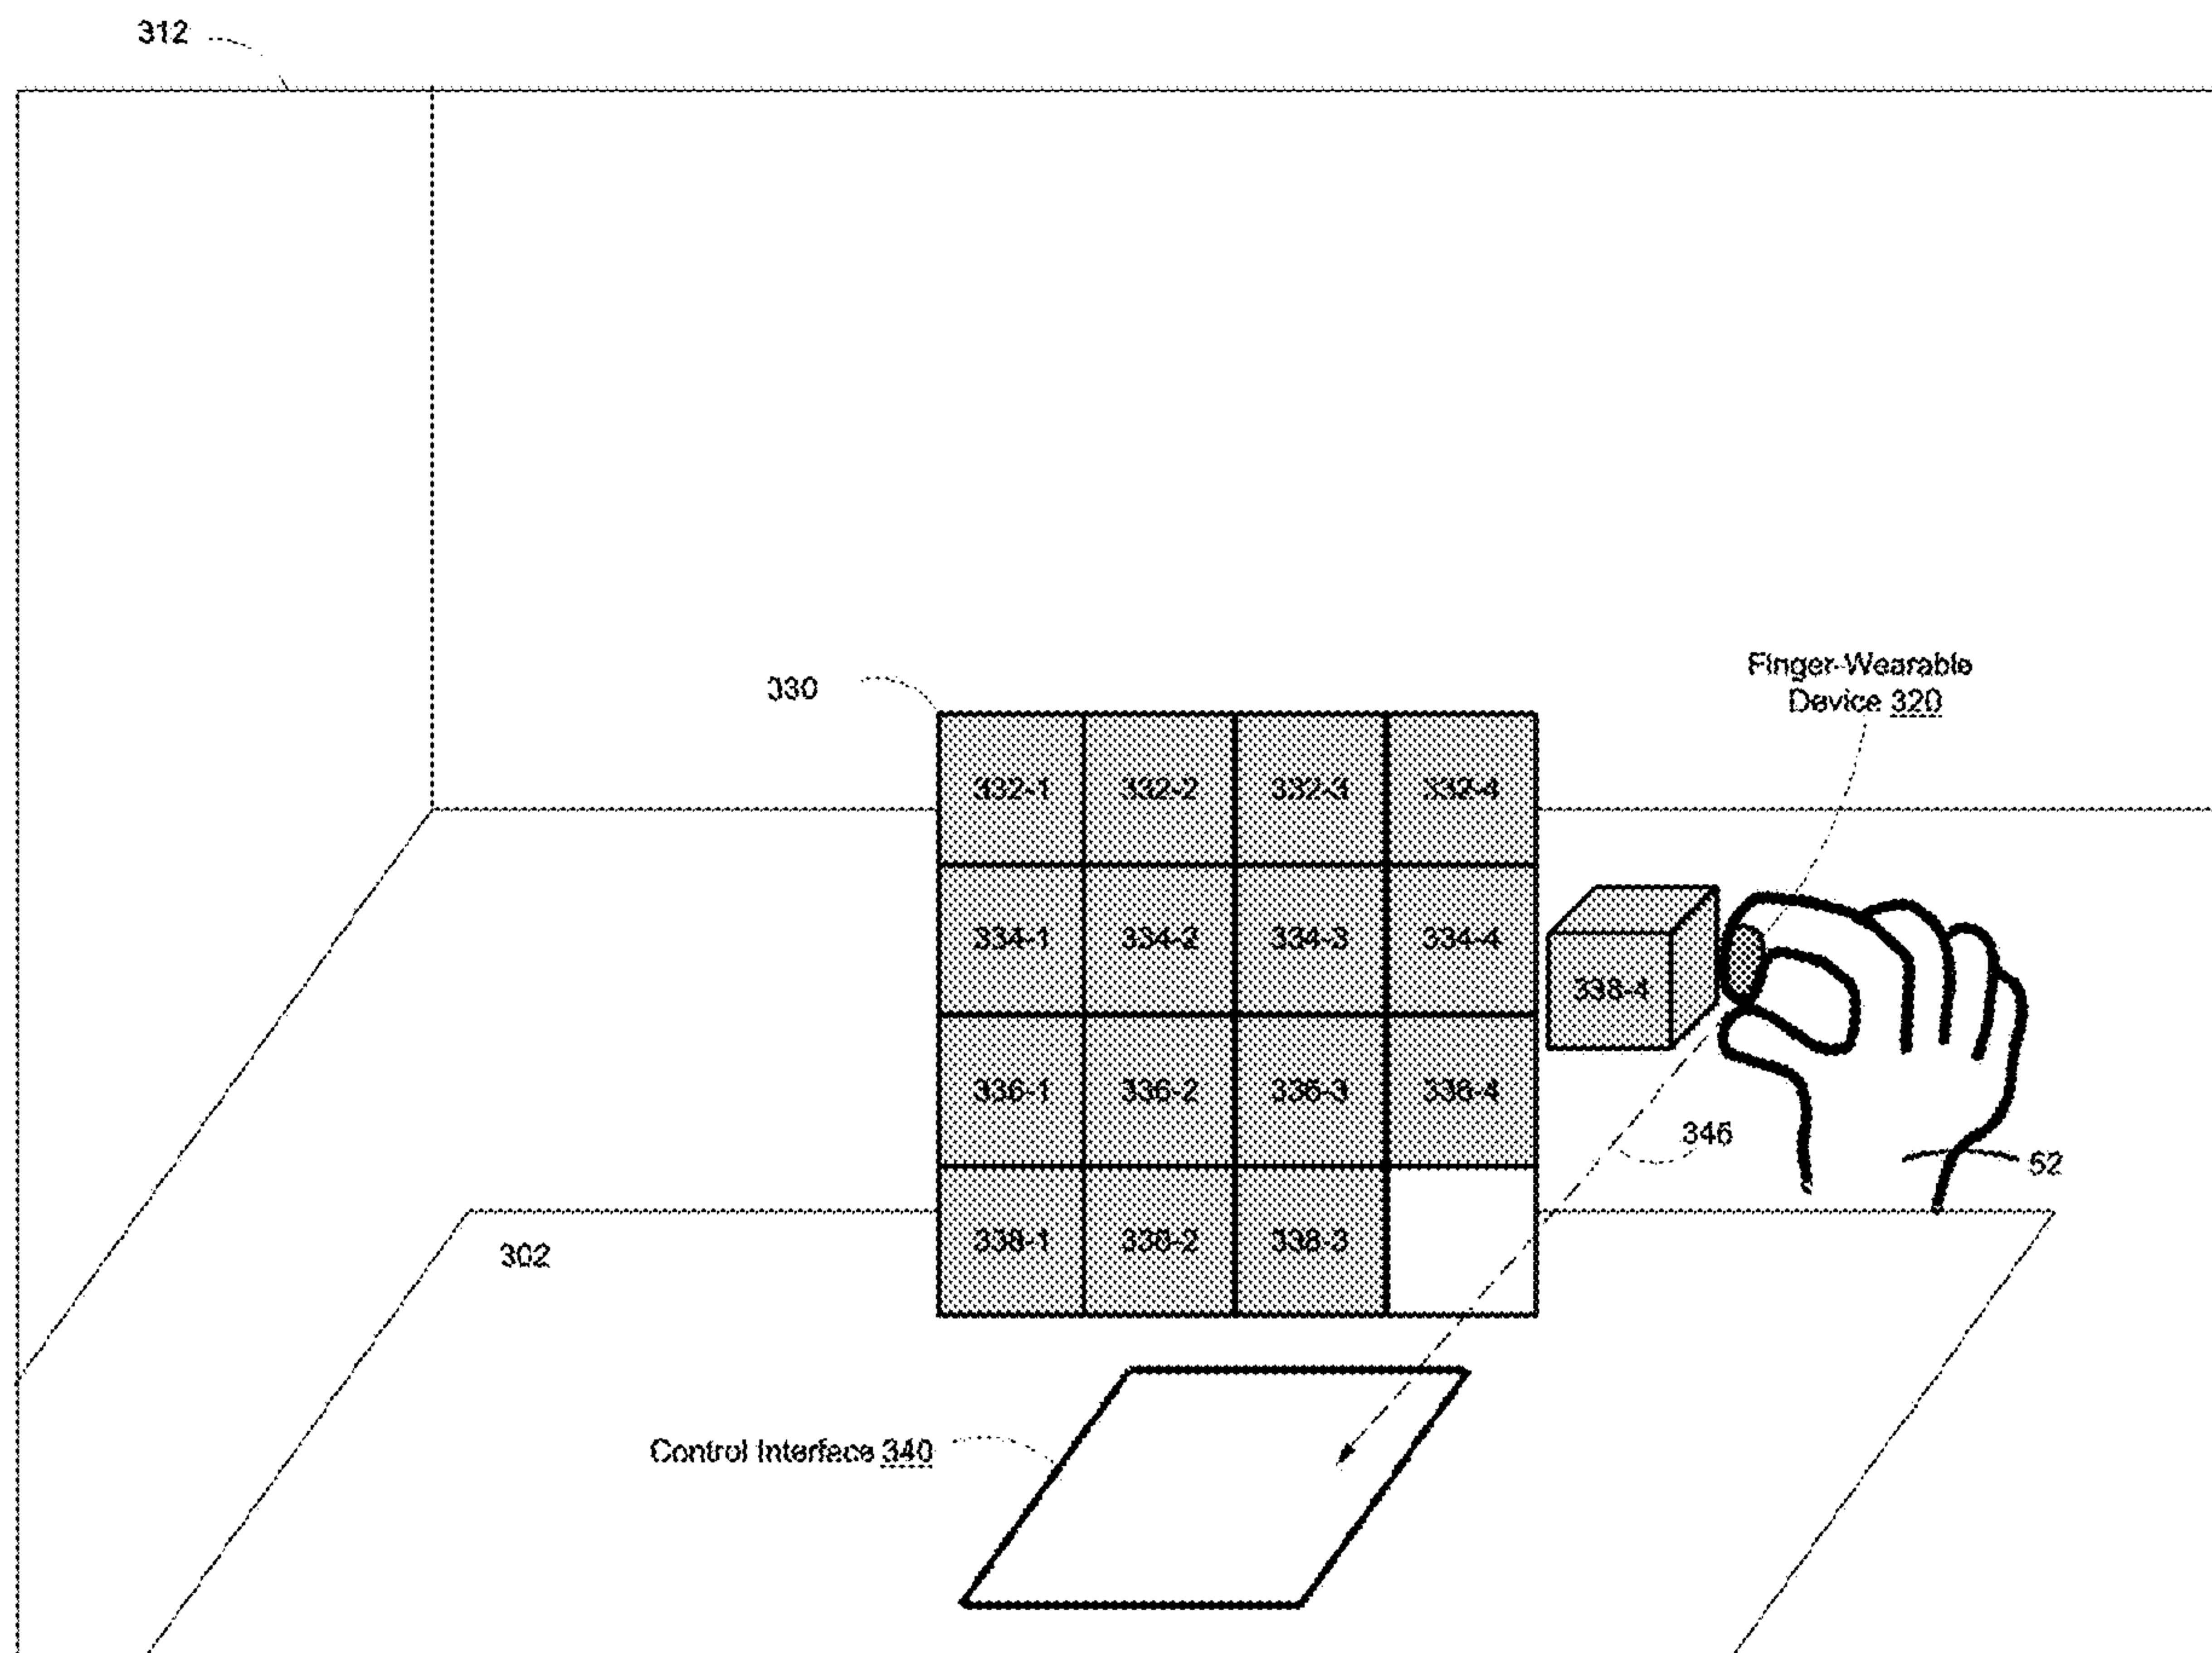 312
330
Finger-Wearable
Device 320
332-1 332-2 332-3 332-4
334-1 334-2 334-3 334-4
338-4
336-1 336-2 336-3 336-4
346
52
338-1 338-2 338-3
302
Control Interface 340